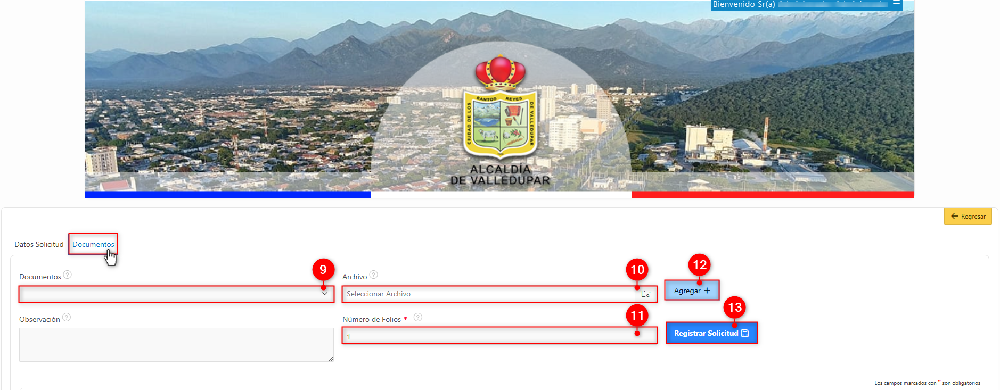 Bienvenido Sr(a)
SANTOS REYES
CIUDAD DE LOS
DE VALLEDUPAR
ALCALDÍA
DE VALLEDUPAR
← Regresar
Datos Solicitud Documentos
9 10 12
Documentos ? Archivo ?
Seleccionar Archivo Agregar +
11 13
Observación ? Número de Folios * ?
1 Registrar Solicitud
Los campos marcados con * son obligatorios